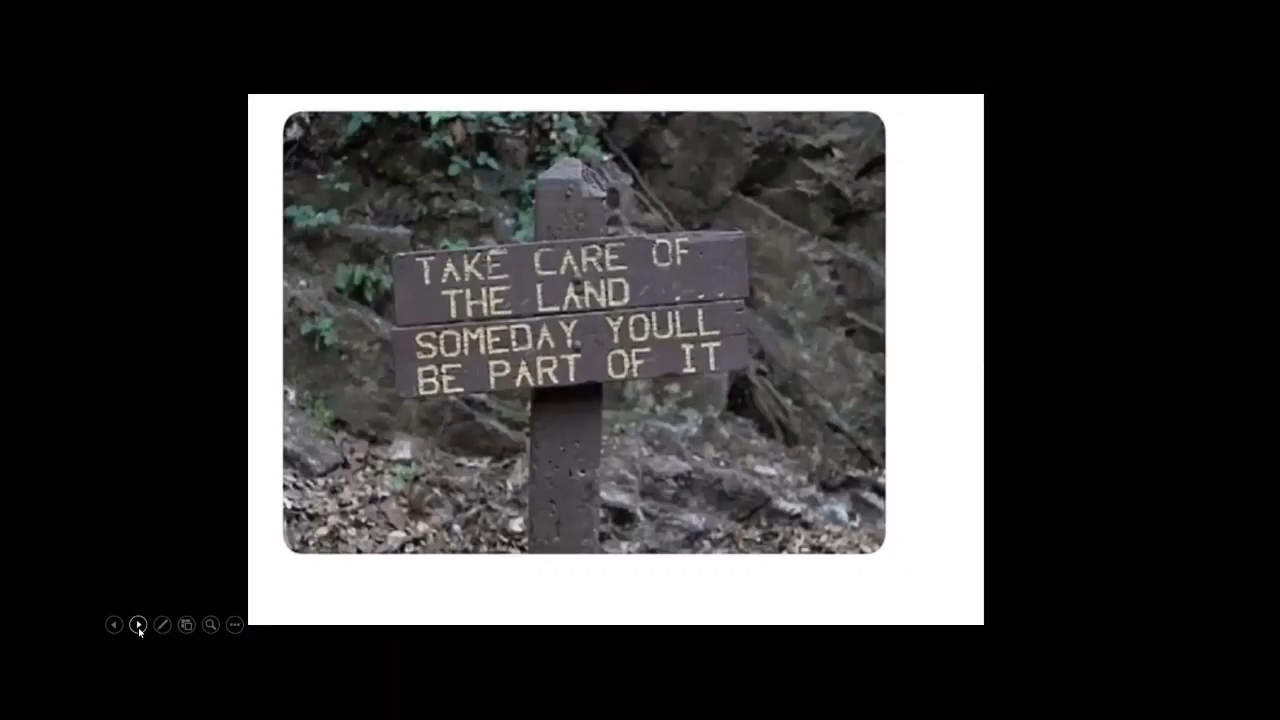 TAKE CARE OF
THE LAND ....
SOMEDAY YOULL
BE PART OF IT